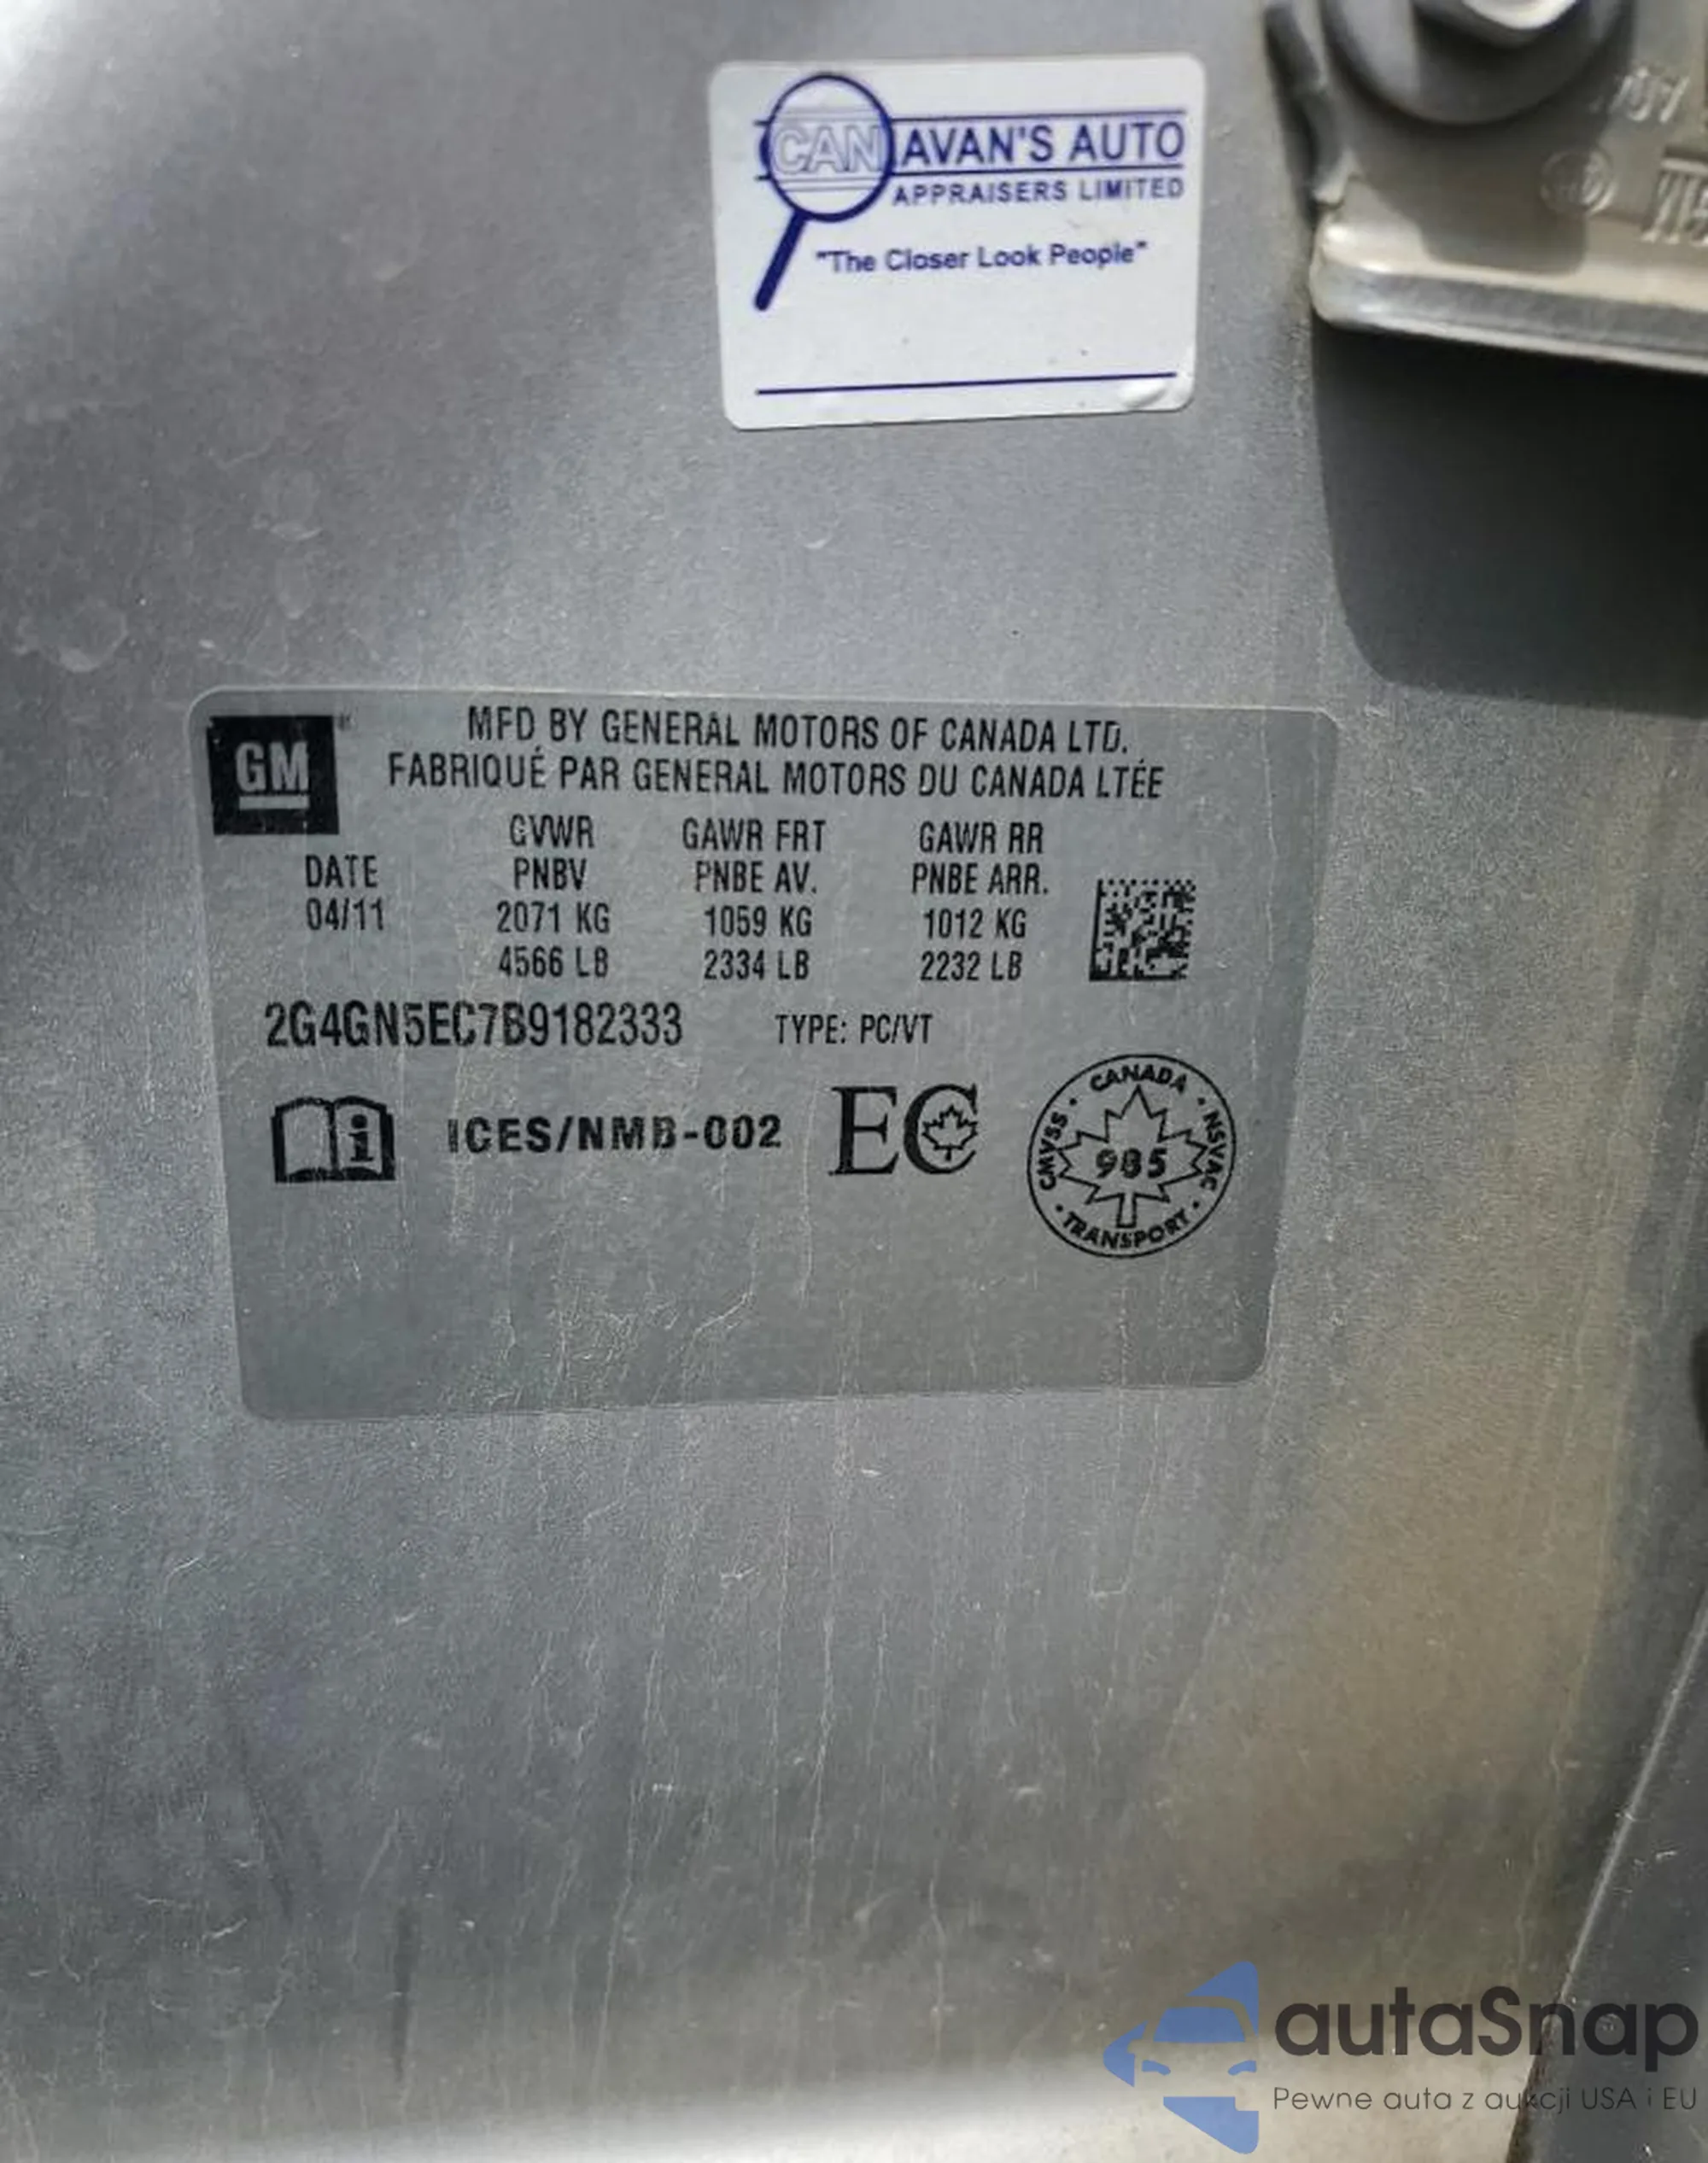 CANAVAN'S AUTO
APPRAISERS LIMITED
"The Closer Look People"
GM
MFD BY GENERAL MOTORS OF CANADA LTD.
FABRIQUÉ PAR GENERAL MOTORS DU CANADA LTÉE
GVWR GAWR FRT GAWR RR
DATE PNBV PNBE AV. PNBE ARR.
04/11 2071 KG 1059 KG 1012 KG
4566 LB 2334 LB 2232 LB
2G4GN5EC7B9182333 TYPE: PC/VT
i ICES/NMB-002 EC
CANADA
CMVSS 985 NSVAC
TRANSPORT
autaSnap
Pewne auta z aukcji USA i EU